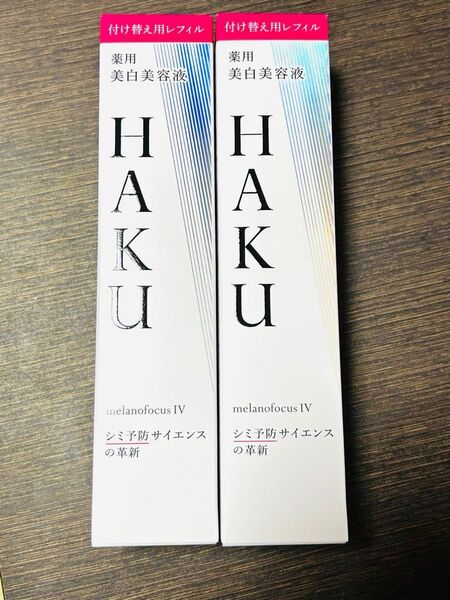 付け替え用レフィル
薬用
美白美容液
HAKU
melanofocus IV
シミ予防サイエンス
の革新
付け替え用レフィル
薬用
美白美容液
HAKU
melanofocus IV
シミ予防サイエンス
の革新